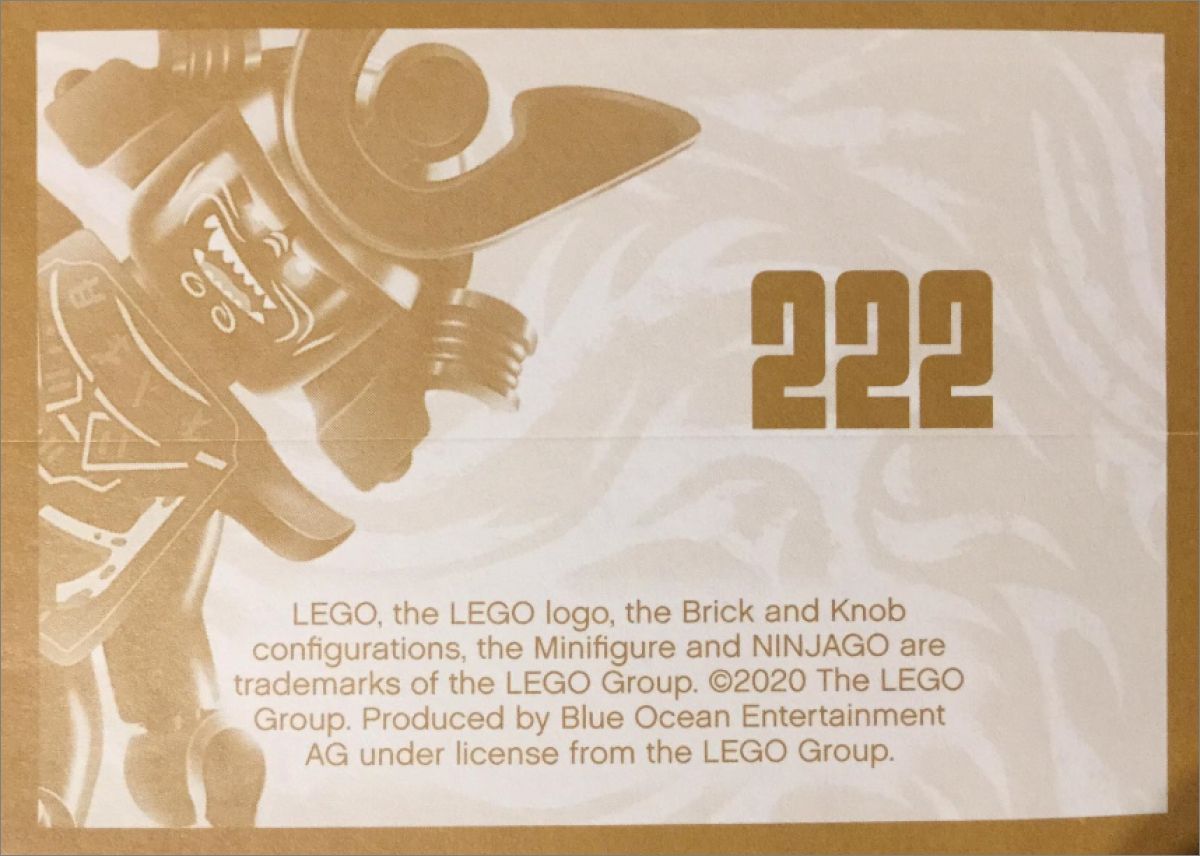 222
LEGO, the LEGO logo, the Brick and Knob
configurations, the Minifigure and NINJAGO are
trademarks of the LEGO Group. ©2020 The LEGO
Group. Produced by Blue Ocean Entertainment
AG under license from the LEGO Group.